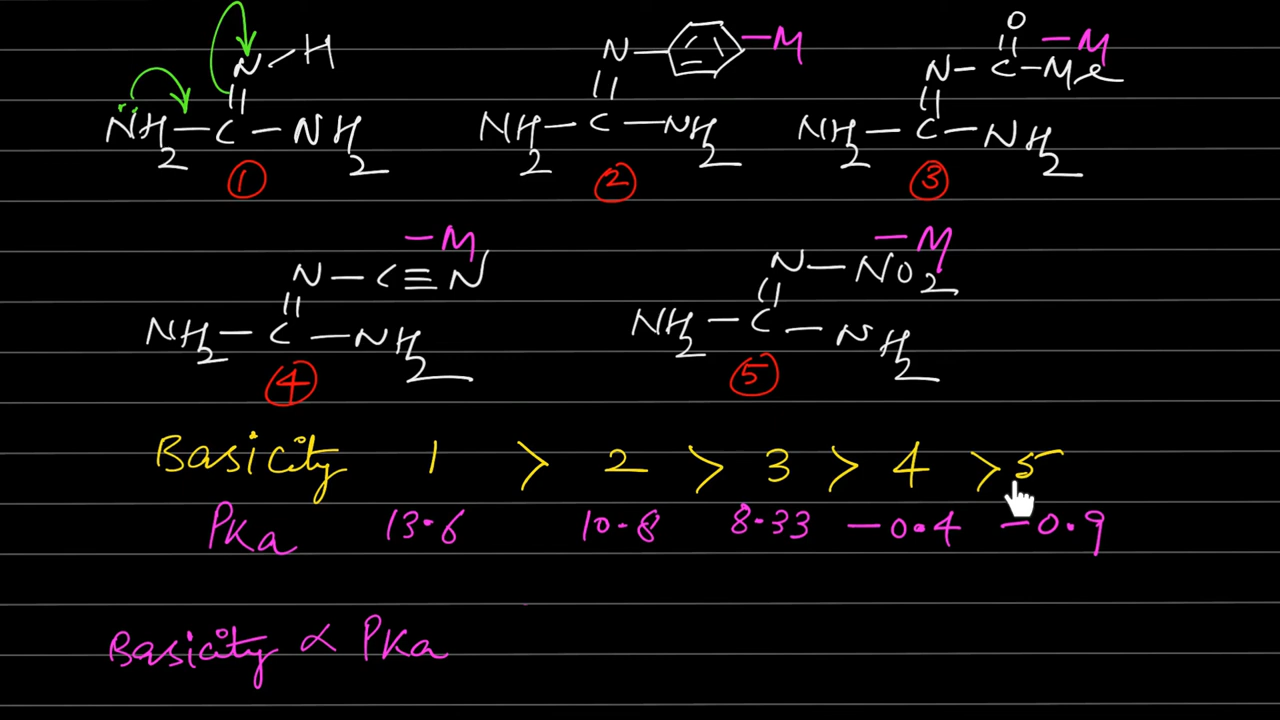 N–H –M O –M
N– N–C–Me
NH2–C–NH2 NH2–C–NH2 NH2–C–NH2
① ② ③
–M –M
N–C≡N N–NO2
NH2–C–NH2 NH2–C–NH2
④ ⑤
Basicity 1 > 2 > 3 > 4 > 5
PKa 13.6 10.8 8.33 –0.4 –0.9
Basicity ∝ PKa